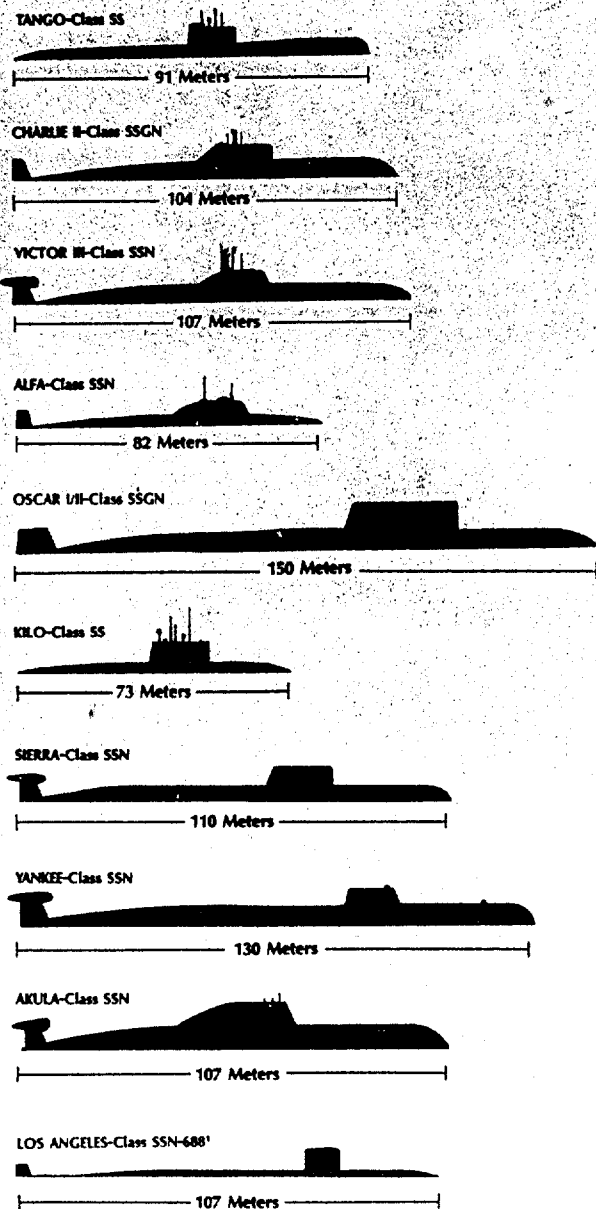 TANGO-Class SS
91 Meters
CHARLIE II-Class SSGN
104 Meters
VICTOR III-Class SSN
107 Meters
ALFA-Class SSN
82 Meters
OSCAR I/II-Class SSGN
150 Meters
KILO-Class SS
73 Meters
SIERRA-Class SSN
110 Meters
YANKEE-Class SSN
130 Meters
AKULA-Class SSN
107 Meters
LOS ANGELES-Class SSN-688¹
107 Meters